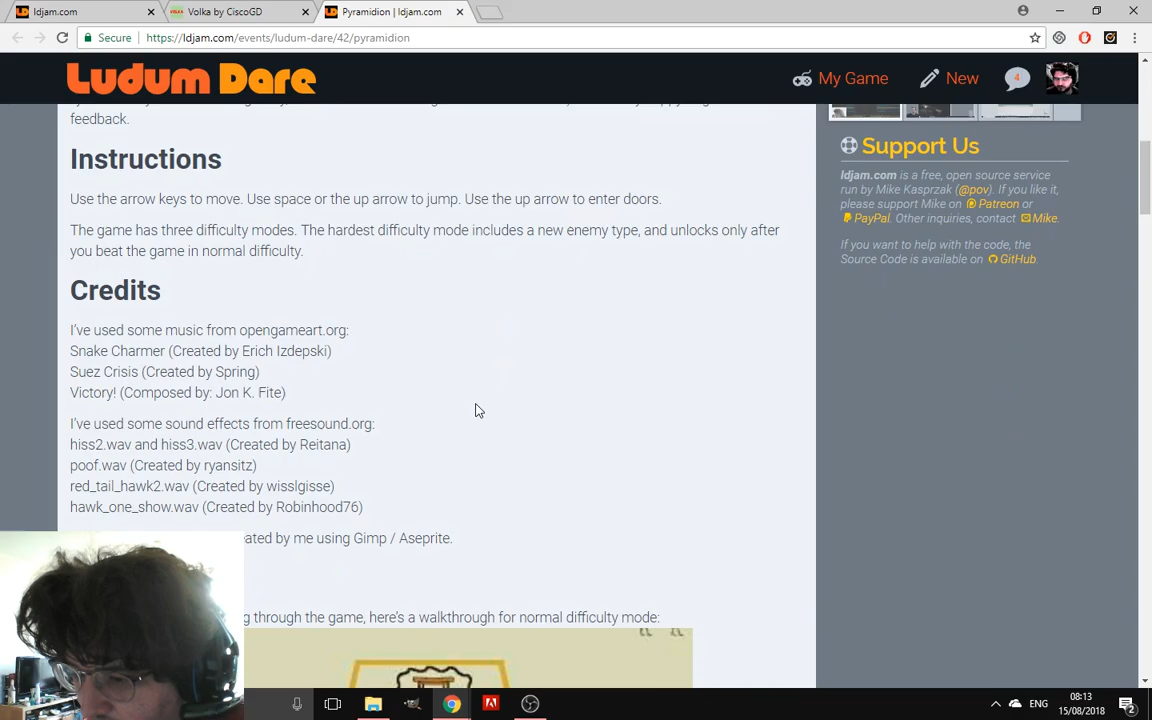 ldjam.com
Volka by CiscoGD
Pyramidion | ldjam.com
Secure
https://ldjam.com/events/ludum-dare/42/pyramidion
LUDUM DARE
My Game
New
4
feedback.
Instructions
Use the arrow keys to move. Use space or the up arrow to jump. Use the up arrow to enter doors.
The game has three difficulty modes. The hardest difficulty mode includes a new enemy type, and unlocks only after
you beat the game in normal difficulty.
Credits
I've used some music from opengameart.org:
Snake Charmer (Created by Erich Izdepski)
Suez Crisis (Created by Spring)
Victory! (Composed by: Jon K. Fite)
I've used some sound effects from freesound.org:
hiss2.wav and hiss3.wav (Created by Reitana)
poof.wav (Created by ryansitz)
red_tail_hawk2.wav (Created by wisslgisse)
hawk_one_show.wav (Created by Robinhood76)
eated by me using Gimp / Aseprite.
g through the game, here's a walkthrough for normal difficulty mode:
Support Us
ldjam.com is a free, open source service
run by Mike Kasprzak (@pov). If you like it,
please support Mike on Patreon or
PayPal. Other inquiries, contact Mike.
If you want to help with the code, the
Source Code is available on GitHub.
ENG
08:13
15/08/2018
2